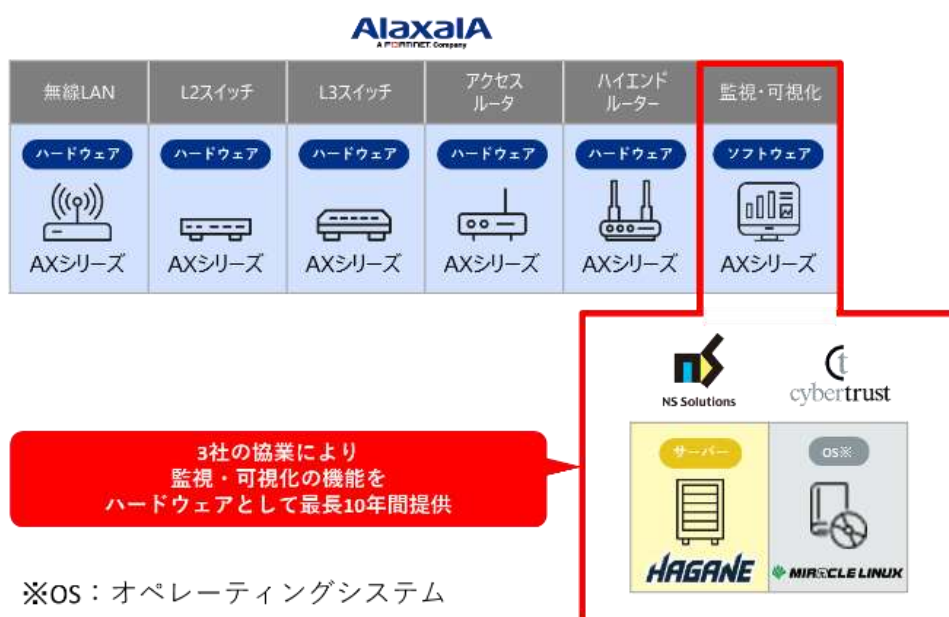 AlaxalA
A FORTINET Company
無線LAN
L2スイッチ
L3スイッチ
アクセス
ルータ
ハイエンド
ルーター
監視・可視化
ハードウェア
ハードウェア
ハードウェア
ハードウェア
ハードウェア
ソフトウェア
AXシリーズ
AXシリーズ
AXシリーズ
AXシリーズ
AXシリーズ
AXシリーズ
NS Solutions
cybertrust
サーバー
OS※
HAGANE
MIRACLE LINUX
3社の協業により
監視・可視化の機能を
ハードウェアとして最長10年間提供
※OS：オペレーティングシステム